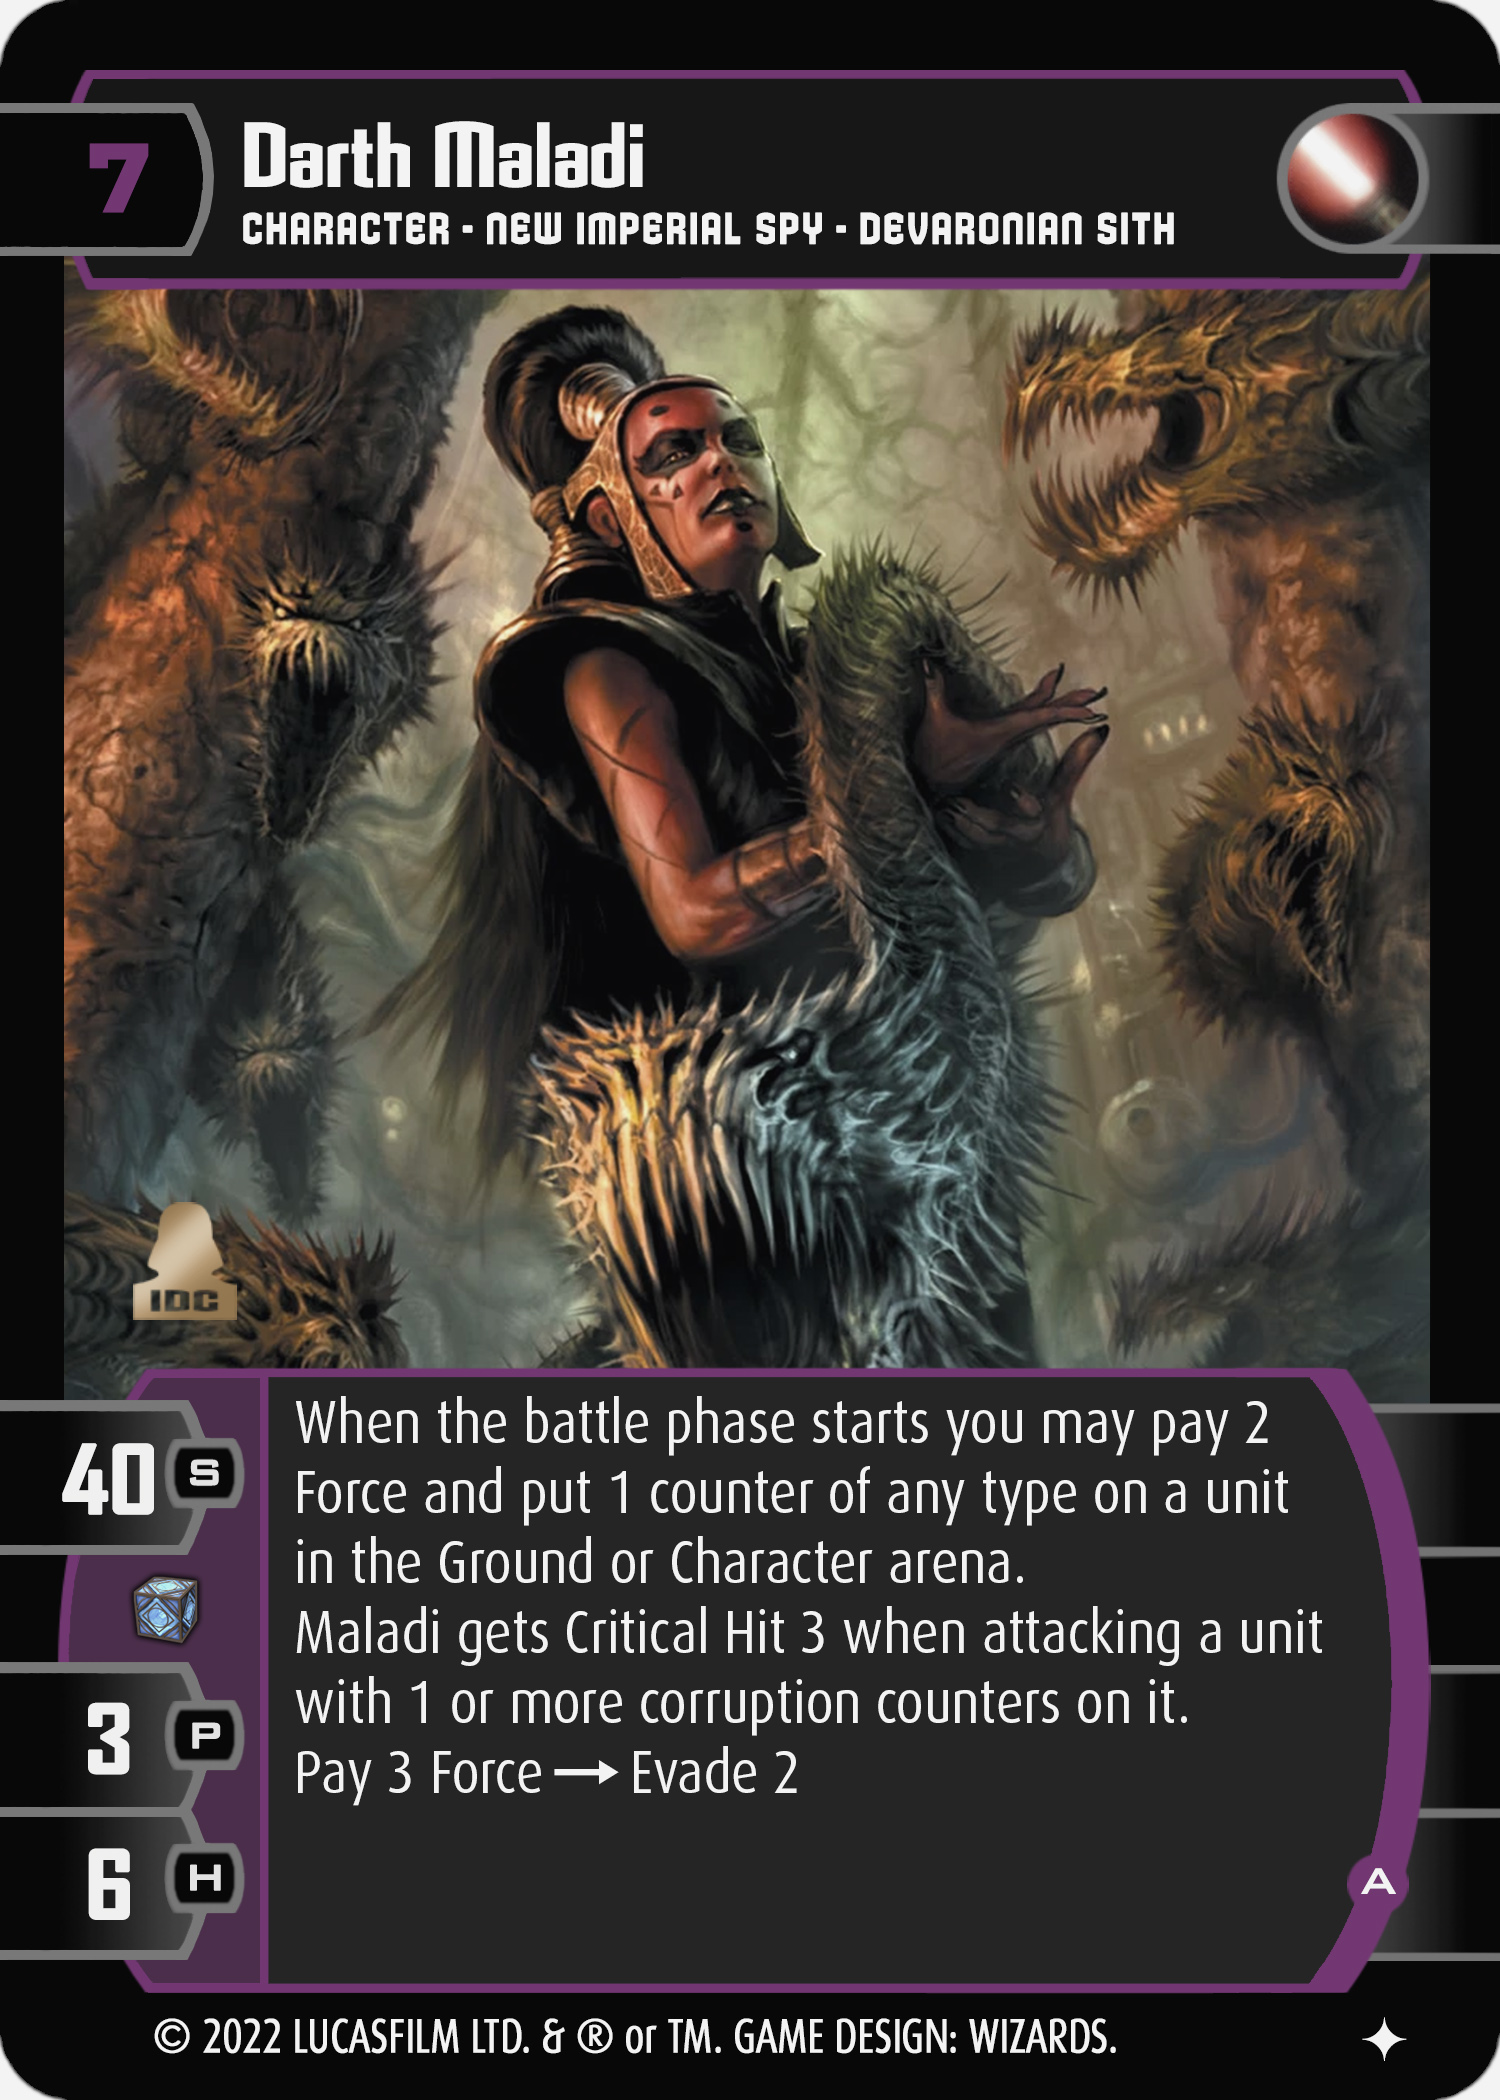 7
Darth Maladi
CHARACTER - NEW IMPERIAL SPY - DEVARONIAN SITH
IDC
40 S
3 P
6 H
When the battle phase starts you may pay 2
Force and put 1 counter of any type on a unit
in the Ground or Character arena.
Maladi gets Critical Hit 3 when attacking a unit
with 1 or more corruption counters on it.
Pay 3 Force → Evade 2
A
© 2022 LUCASFILM LTD. & ® or TM. GAME DESIGN: WIZARDS.